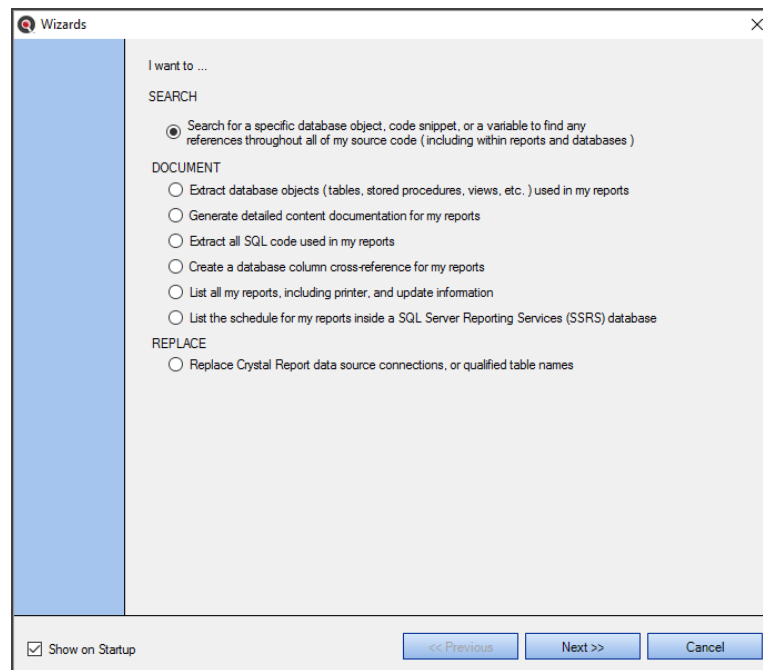 Wizards
I want to ...
SEARCH
Search for a specific database object, code snippet, or a variable to find any
references throughout all of my source code ( including within reports and databases )
DOCUMENT
Extract database objects ( tables, stored procedures, views, etc. ) used in my reports
Generate detailed content documentation for my reports
Extract all SQL code used in my reports
Create a database column cross-reference for my reports
List all my reports, including printer, and update information
List the schedule for my reports inside a SQL Server Reporting Services (SSRS) database
REPLACE
Replace Crystal Report data source connections, or qualified table names
Show on Startup
<< Previous
Next >>
Cancel